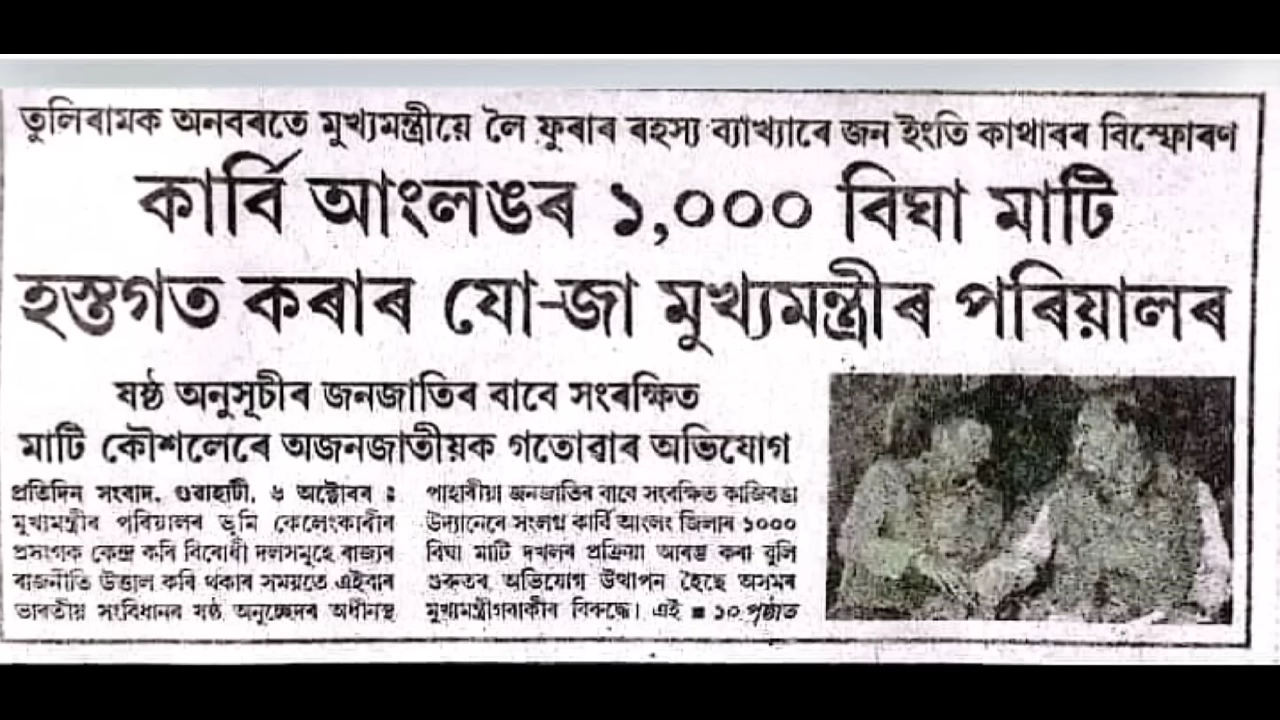 তুলিৰামক অনবৰতে মুখ্যমন্ত্ৰীয়ে লৈ ফুৰাৰ ৰহস্য ব্যাখ্যাৰে জন ইংতি কাথাৰৰ বিস্ফোৰণ
কাৰ্বি আংলঙৰ ১,০০০ বিঘা মাটি
হস্তগত কৰাৰ যো-জা মুখ্যমন্ত্ৰীৰ পৰিয়ালৰ
ষষ্ঠ অনুসূচীৰ জনজাতিৰ বাবে সংৰক্ষিত
মাটি কৌশলেৰে অজনজাতীয়ক গতোৱাৰ অভিযোগ
প্ৰতিদিন সংবাদ, গুৱাহাটী, ৬ অক্টোবৰ ঃ
মুখ্যমন্ত্ৰীৰ পৰিয়ালৰ ভূমি কেলেংকাৰীৰ
প্ৰসংগক কেন্দ্ৰ কৰি বিৰোধী দলসমূহে ৰাজ্যৰ
ৰাজনীতি উত্তাল কৰি থকাৰ সময়তে এইবাৰ
ভাৰতীয় সংবিধানৰ ষষ্ঠ অনুচ্ছেদৰ অধীনস্থ
পাহাৰীয়া জনজাতিৰ বাবে সংৰক্ষিত কাজিৰঙা
উদ্যানেৰে সংলগ্ন কাৰ্বি আংলং জিলাৰ ১০০০
বিঘা মাটি দখলৰ প্ৰক্ৰিয়া আৰম্ভ কৰা বুলি
গুৰুতৰ অভিযোগ উত্থাপন হৈছে অসমৰ
মুখ্যমন্ত্ৰীগৰাকীৰ বিৰুদ্ধে। এই ■ ১০ পৃষ্ঠাত